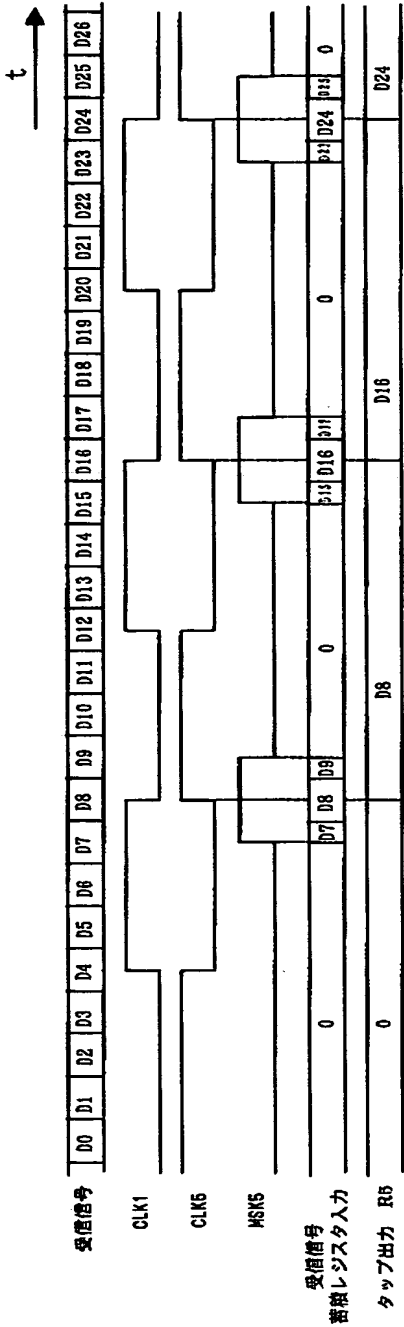 t
受信信号 D0 D1 D2 D3 D4 D5 D6 D7 D8 D9 D10 D11 D12 D13 D14 D15 D16 D17 D18 D19 D20 D21 D22 D23 D24 D25 D26
CLK1
CLK5
MSK5
受信信号
蓄積レジスタ入力 0 D7 D8 D9 0 D15 D16 D17 0 D23 D24 D25 0
タップ出力 R5 0 D8 D16 D24